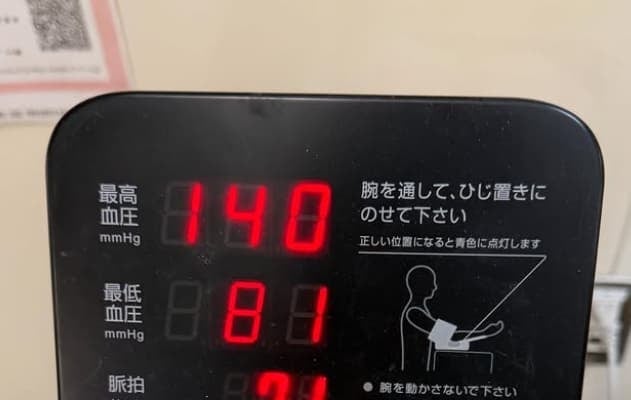 最高
血圧
mmHg
140
腕を通して、ひじ置きに
のせて下さい
正しい位置になると青色に点灯します
最低
血圧
mmHg
81
脈拍
● 腕を動かさないで下さい